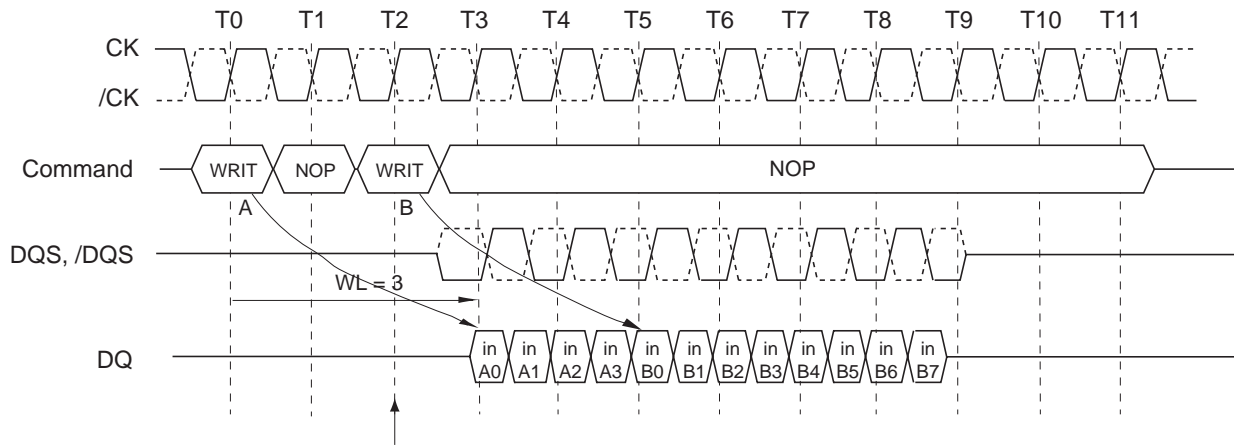 T0 T1 T2 T3 T4 T5 T6 T7 T8 T9 T10 T11
CK
/CK
Command WRIT NOP WRIT NOP
A B
DQS, /DQS
WL = 3
DQ in in in in in in in in in in in in
A0 A1 A2 A3 B0 B1 B2 B3 B4 B5 B6 B7